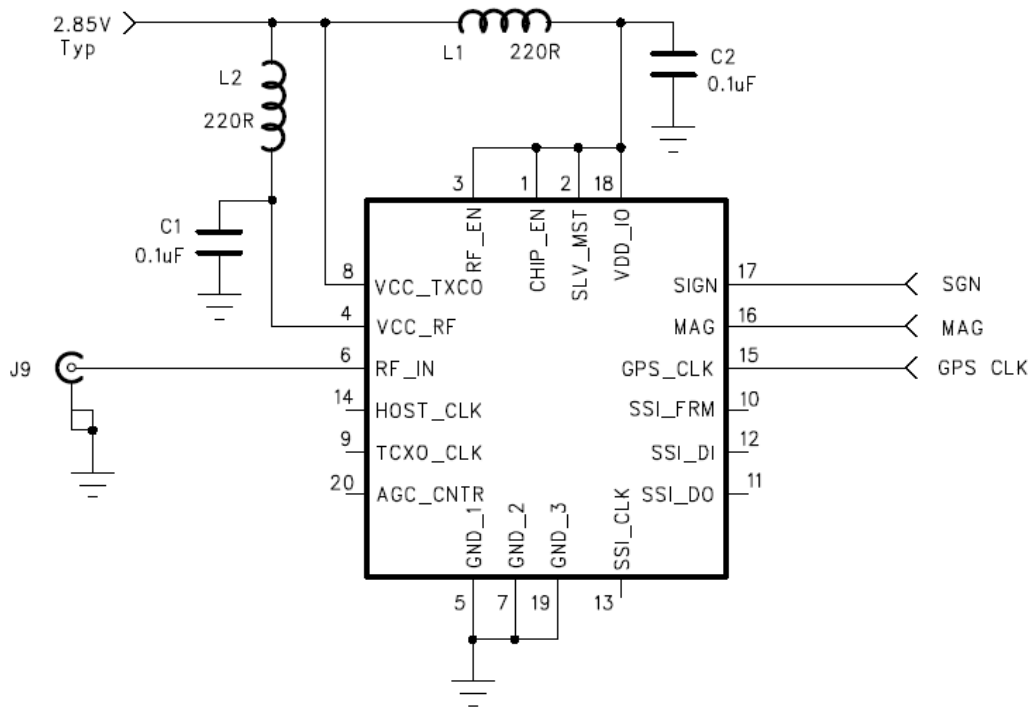 2.85V
Typ
L1
220R
C2
0.1uF
L2
220R
C1
0.1uF
3
1
2
18
RF_EN
CHIP_EN
SLV_MST
VDD_IO
8
VCC_TXCO
4
VCC_RF
6
RF_IN
14
HOST_CLK
9
TCXO_CLK
20
AGC_CNTR
J9
SIGN
17
SGN
MAG
16
MAG
GPS_CLK
15
GPS CLK
SSI_FRM
10
SSI_DI
12
SSI_DO
11
GND_1
GND_2
GND_3
SSI_CLK
5
7
19
13